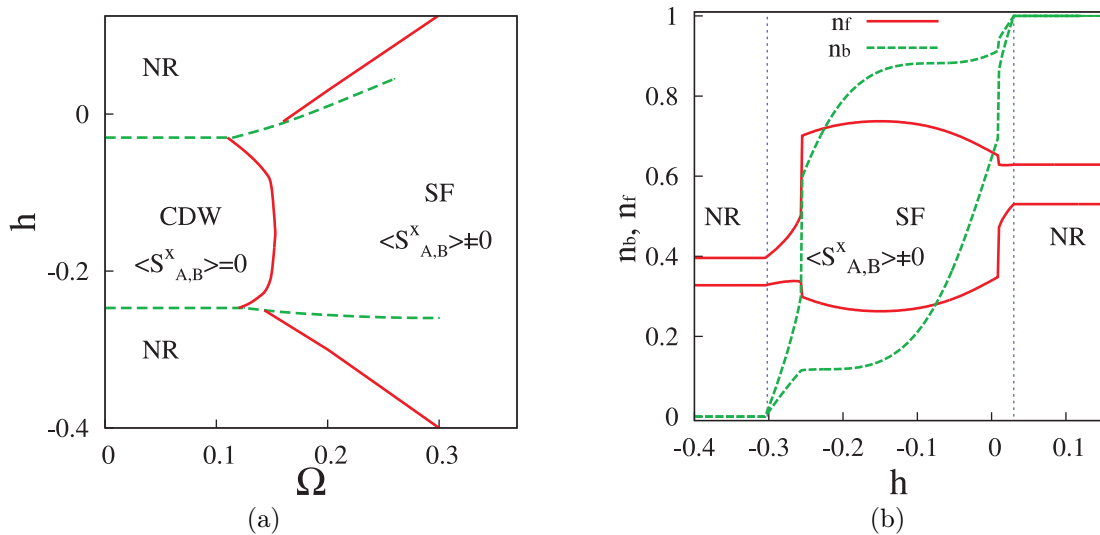 NR
CDW
<S^x_A,B>=0
SF
<S^x_A,B>≠0
NR
h
0
-0.2
-0.4
0
0.1
0.2
0.3
Ω
(a)
n_f
n_b
NR
SF
<S^x_A,B>≠0
NR
n_b, n_f
1
0.8
0.6
0.4
0.2
0
-0.4
-0.3
-0.2
-0.1
0
0.1
h
(b)